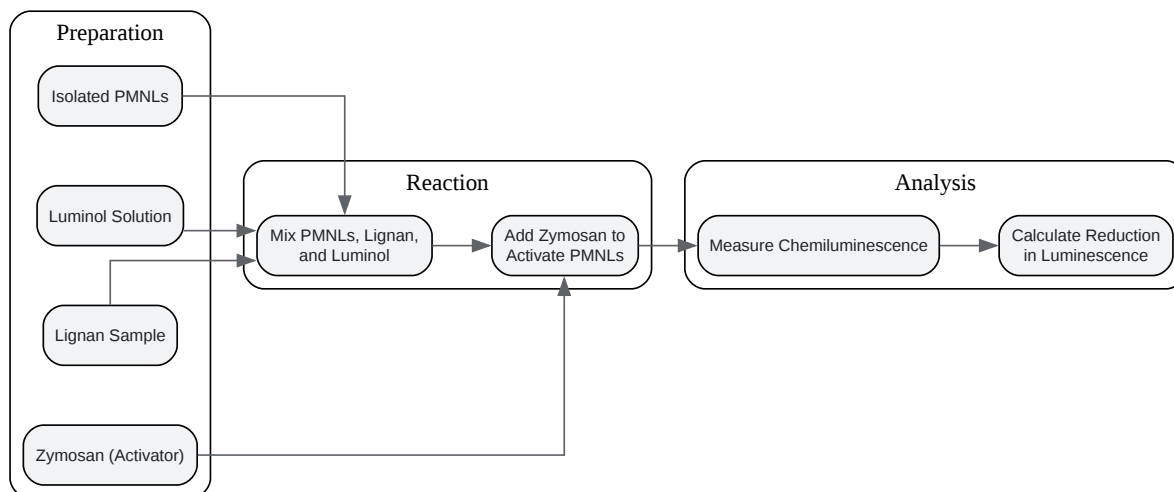 Preparation
Isolated PMNLs
Luminol Solution
Lignan Sample
Zymosan (Activator)
Reaction
Mix PMNLs, Lignan,
and Luminol
Add Zymosan to
Activate PMNLs
Analysis
Measure Chemiluminescence
Calculate Reduction
in Luminescence